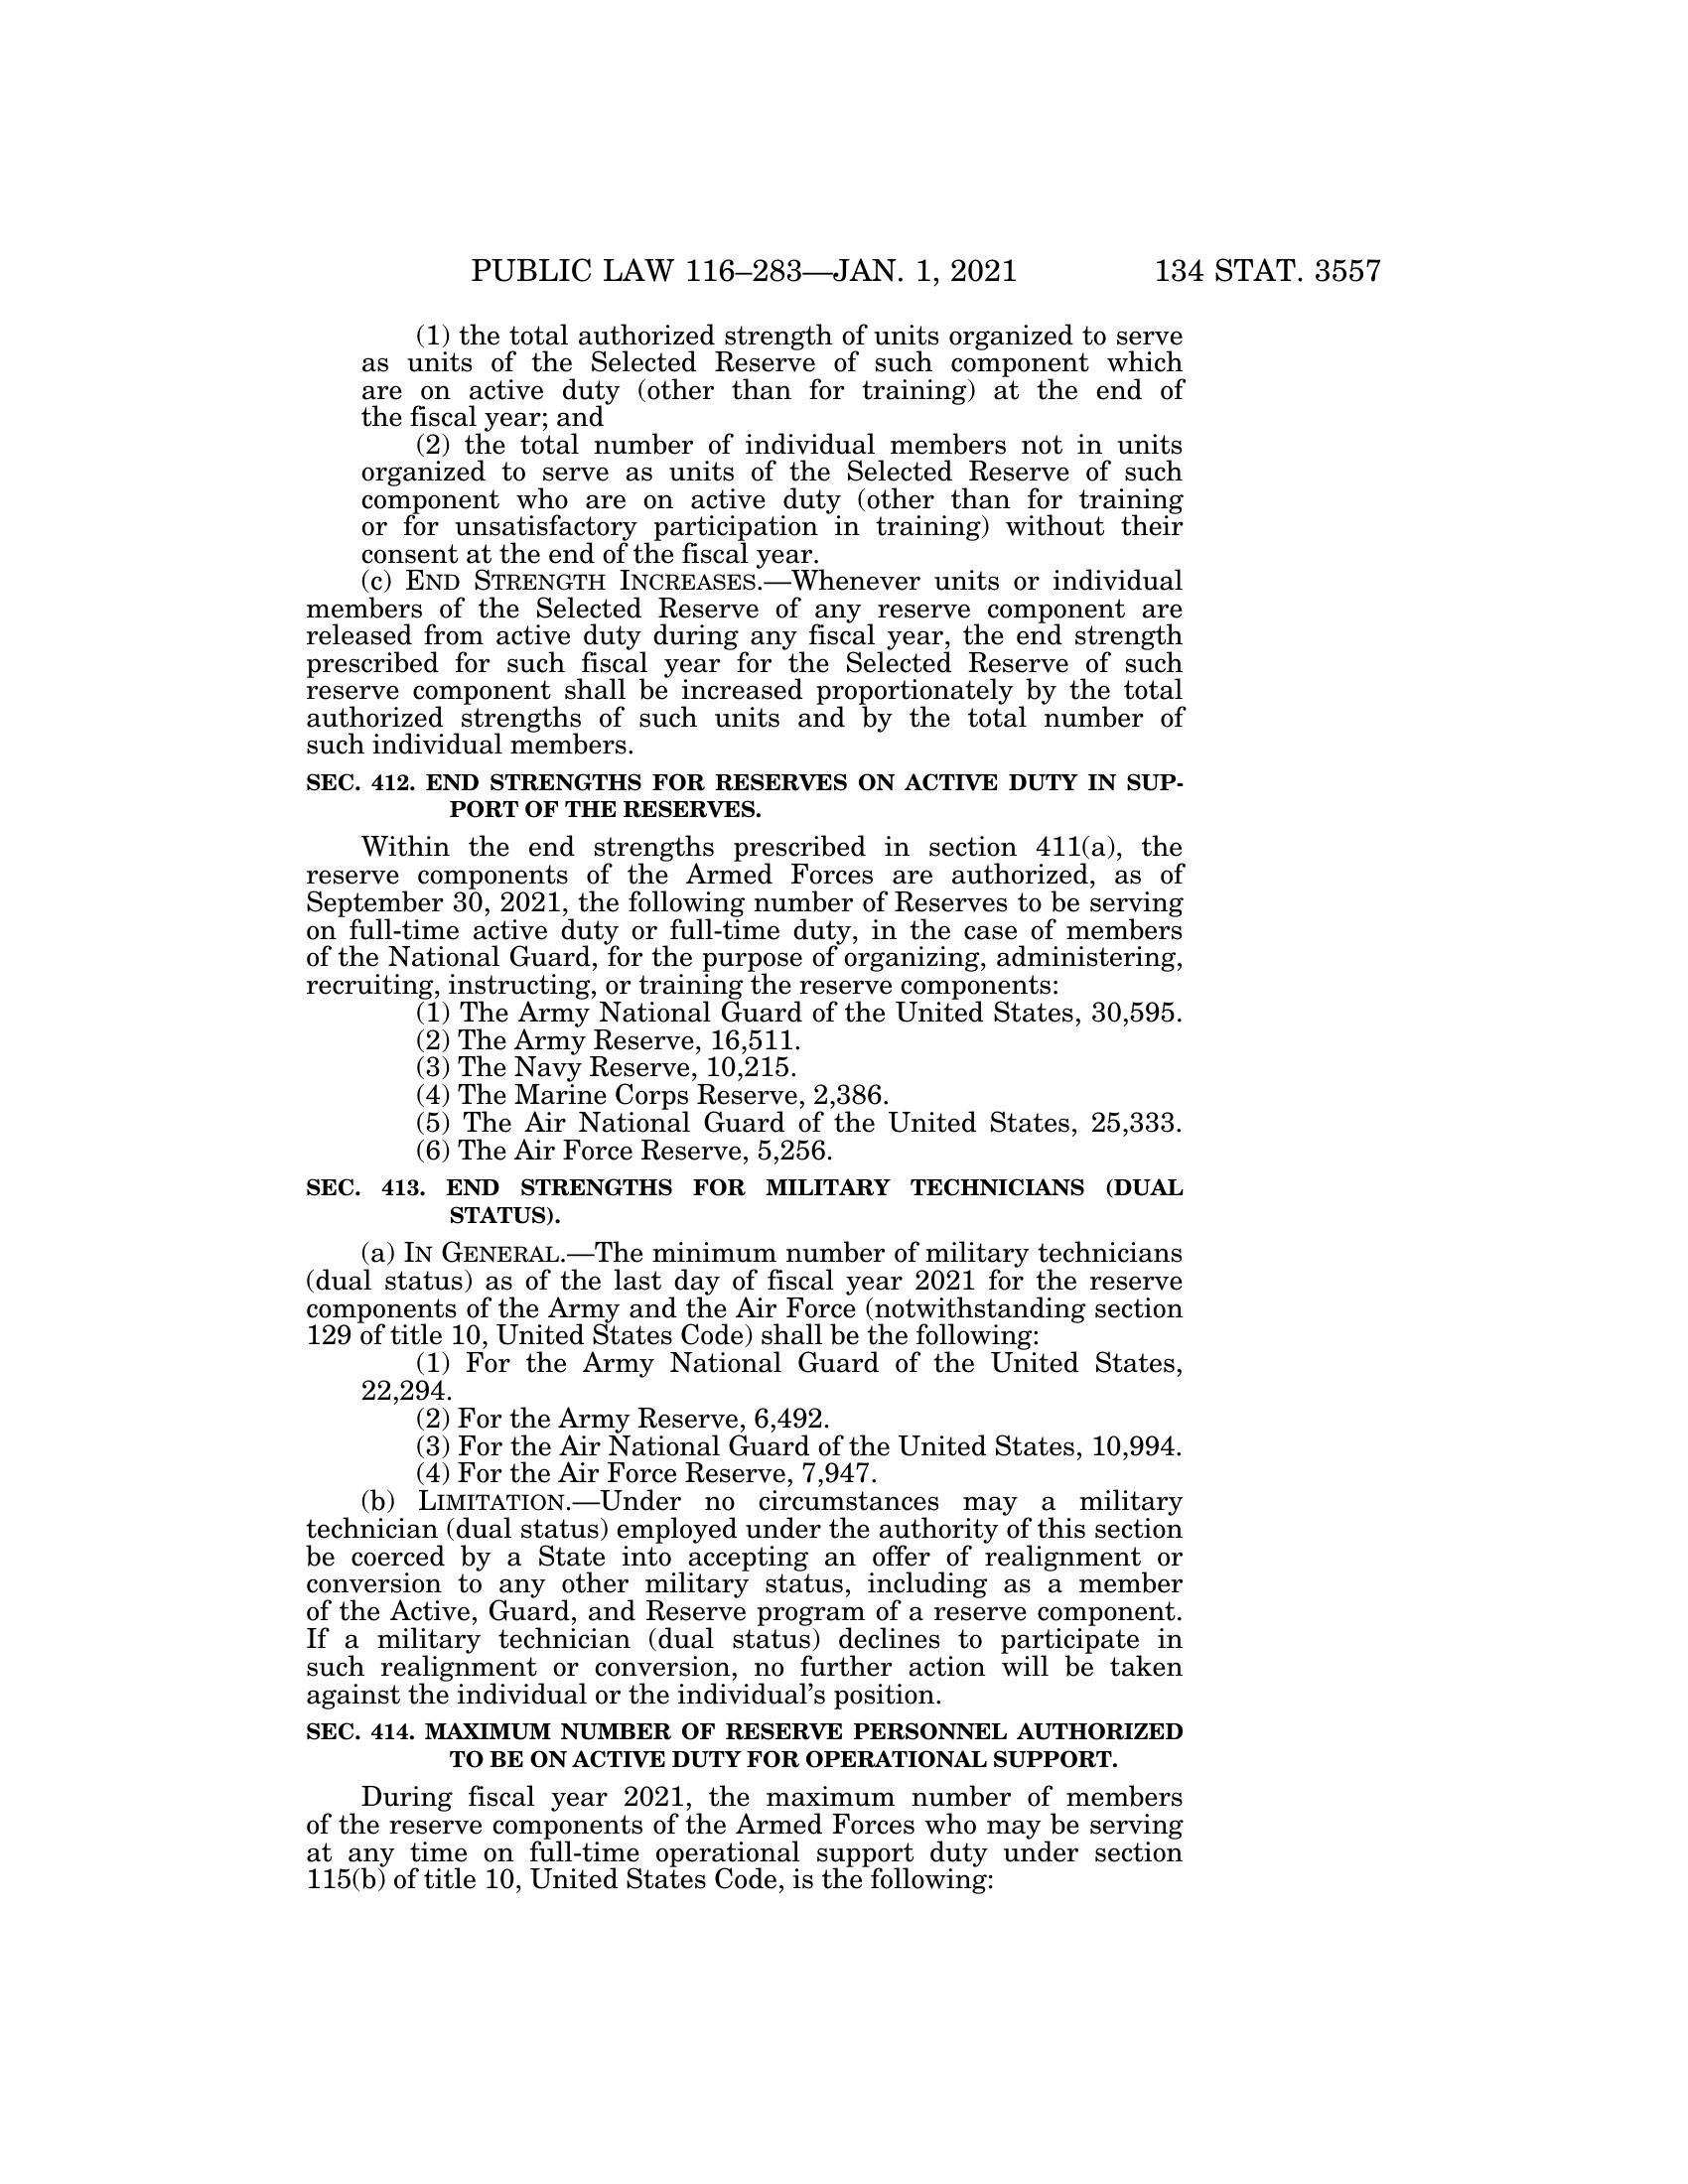 PUBLIC LAW 116–283—JAN. 1, 2021 134 STAT. 3557
(1) the total authorized strength of units organized to serve
as units of the Selected Reserve of such component which
are on active duty (other than for training) at the end of
the fiscal year; and
(2) the total number of individual members not in units
organized to serve as units of the Selected Reserve of such
component who are on active duty (other than for training
or for unsatisfactory participation in training) without their
consent at the end of the fiscal year.
(c) END STRENGTH INCREASES.—Whenever units or individual
members of the Selected Reserve of any reserve component are
released from active duty during any fiscal year, the end strength
prescribed for such fiscal year for the Selected Reserve of such
reserve component shall be increased proportionately by the total
authorized strengths of such units and by the total number of
such individual members.
SEC. 412. END STRENGTHS FOR RESERVES ON ACTIVE DUTY IN SUP-
PORT OF THE RESERVES.
Within the end strengths prescribed in section 411(a), the
reserve components of the Armed Forces are authorized, as of
September 30, 2021, the following number of Reserves to be serving
on full-time active duty or full-time duty, in the case of members
of the National Guard, for the purpose of organizing, administering,
recruiting, instructing, or training the reserve components:
(1) The Army National Guard of the United States, 30,595.
(2) The Army Reserve, 16,511.
(3) The Navy Reserve, 10,215.
(4) The Marine Corps Reserve, 2,386.
(5) The Air National Guard of the United States, 25,333.
(6) The Air Force Reserve, 5,256.
SEC. 413. END STRENGTHS FOR MILITARY TECHNICIANS (DUAL
STATUS).
(a) IN GENERAL.—The minimum number of military technicians
(dual status) as of the last day of fiscal year 2021 for the reserve
components of the Army and the Air Force (notwithstanding section
129 of title 10, United States Code) shall be the following:
(1) For the Army National Guard of the United States,
22,294.
(2) For the Army Reserve, 6,492.
(3) For the Air National Guard of the United States, 10,994.
(4) For the Air Force Reserve, 7,947.
(b) LIMITATION.—Under no circumstances may a military
technician (dual status) employed under the authority of this section
be coerced by a State into accepting an offer of realignment or
conversion to any other military status, including as a member
of the Active, Guard, and Reserve program of a reserve component.
If a military technician (dual status) declines to participate in
such realignment or conversion, no further action will be taken
against the individual or the individual's position.
SEC. 414. MAXIMUM NUMBER OF RESERVE PERSONNEL AUTHORIZED
TO BE ON ACTIVE DUTY FOR OPERATIONAL SUPPORT.
During fiscal year 2021, the maximum number of members
of the reserve components of the Armed Forces who may be serving
at any time on full-time operational support duty under section
115(b) of title 10, United States Code, is the following: